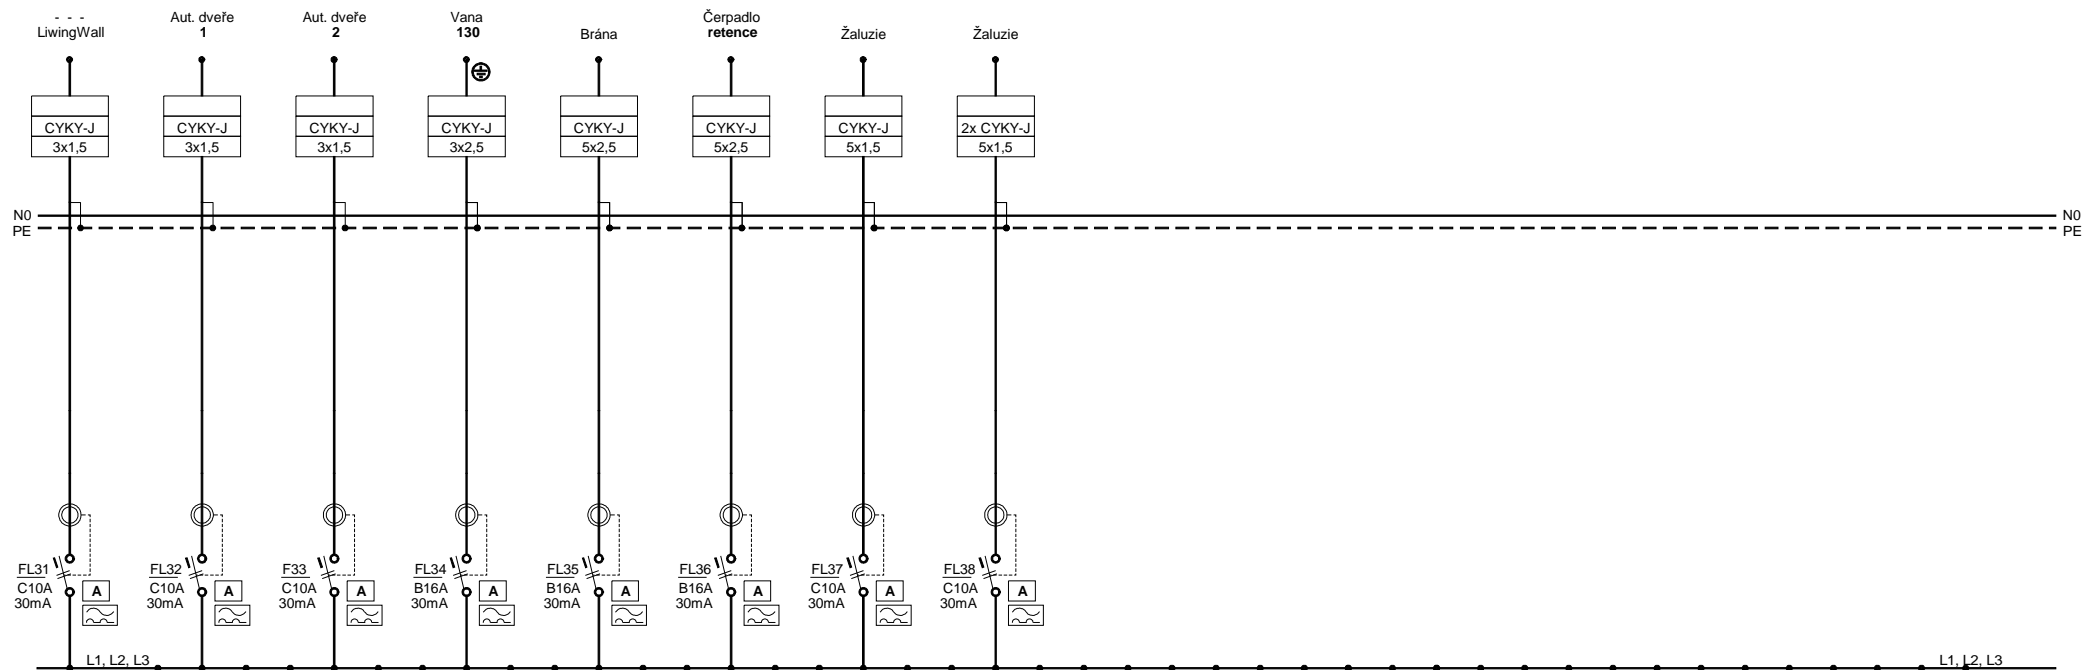 - - -
LiwingWall
Aut. dveře
1
Aut. dveře
2
Vana
130
Brána
Čerpadlo
retence
Žaluzie
Žaluzie
CYKY-J
3x1,5
CYKY-J
3x1,5
CYKY-J
3x1,5
CYKY-J
3x2,5
CYKY-J
5x2,5
CYKY-J
5x2,5
CYKY-J
5x1,5
2x CYKY-J
5x1,5
N0
PE
N0
PE
FL31
C10A
30mA
A
FL32
C10A
30mA
A
F33
C10A
30mA
A
FL34
B16A
30mA
A
FL35
B16A
30mA
A
FL36
B16A
30mA
A
FL37
C10A
30mA
A
FL38
C10A
30mA
A
L1, L2, L3
L1, L2, L3